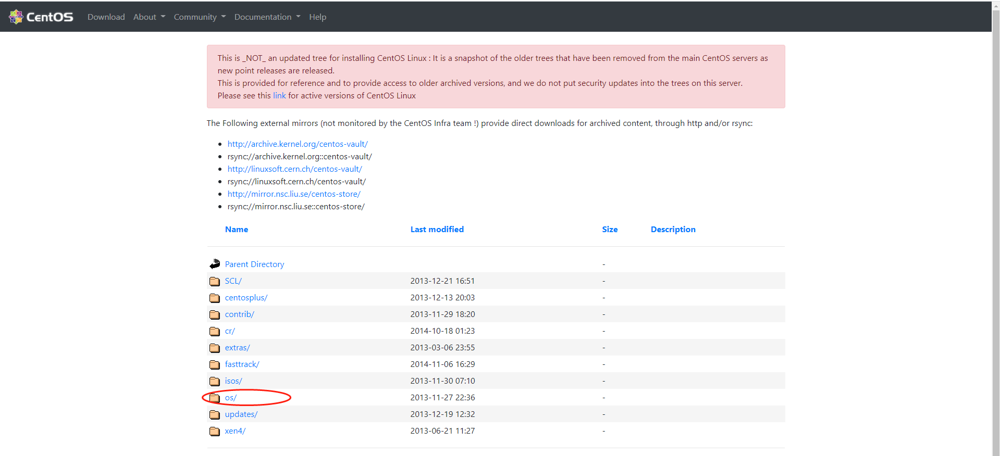 CentOS Download About Community Documentation Help
This is _NOT_ an updated tree for installing CentOS Linux : It is a snapshot of the older trees that have been removed from the main CentOS servers as
new point releases are released.
This is provided for reference and to provide access to older archived versions, and we do not put security updates into the trees on this server.
Please see this link for active versions of CentOS Linux
The Following external mirrors (not monitored by the CentOS Infra team !) provide direct downloads for archived content, through http and/or rsync:
http://archive.kernel.org/centos-vault/
rsync://archive.kernel.org::centos-vault/
http://linuxsoft.cern.ch/centos-vault/
rsync://linuxsoft.cern.ch/centos-vault/
http://mirror.nsc.liu.se/centos-store/
rsync://mirror.nsc.liu.se::centos-store/
Name Last modified Size Description
Parent Directory -
SCL/ 2013-12-21 16:51 -
centosplus/ 2013-12-13 20:03 -
contrib/ 2013-11-29 18:20 -
cr/ 2014-10-18 01:23 -
extras/ 2013-03-06 23:55 -
fasttrack/ 2014-11-06 16:29 -
isos/ 2013-11-30 07:10 -
os/ 2013-11-27 22:36 -
updates/ 2013-12-19 12:32 -
xen4/ 2013-06-21 11:27 -